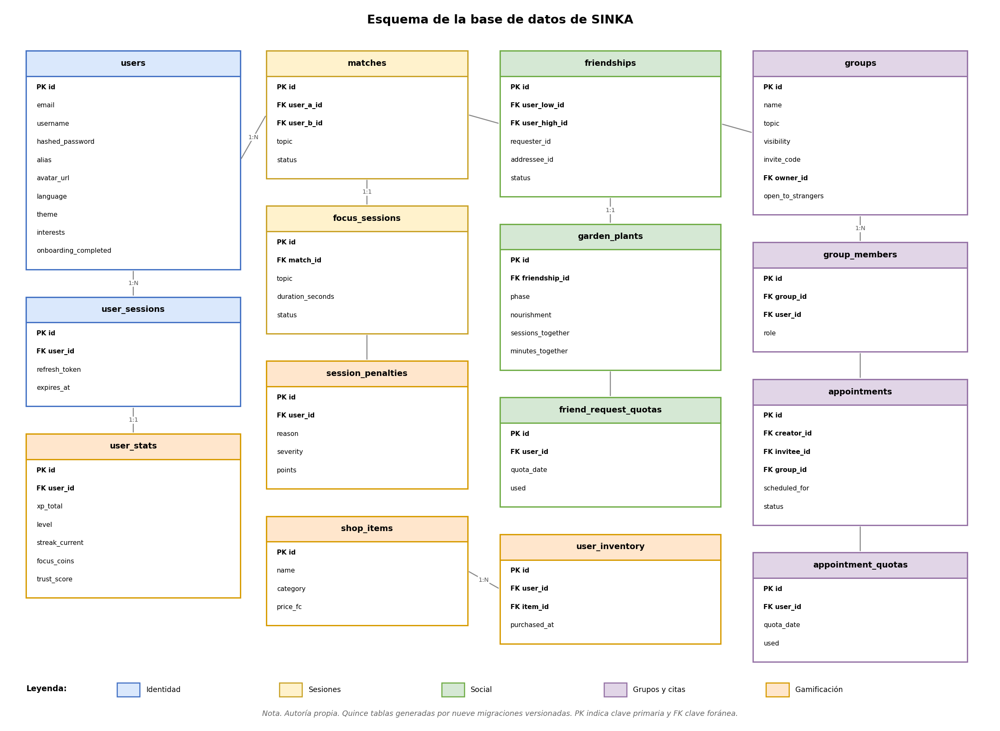 Esquema de la base de datos de SINKA
users
PK id
email
username
hashed_password
alias
avatar_url
language
theme
interests
onboarding_completed
1:N
1:N
user_sessions
PK id
FK user_id
refresh_token
expires_at
1:1
user_stats
PK id
FK user_id
xp_total
level
streak_current
focus_coins
trust_score
matches
PK id
FK user_a_id
FK user_b_id
topic
status
1:1
focus_sessions
PK id
FK match_id
topic
duration_seconds
status
session_penalties
PK id
FK user_id
reason
severity
points
shop_items
PK id
name
category
price_fc
1:N
friendships
PK id
FK user_low_id
FK user_high_id
requester_id
addressee_id
status
1:1
garden_plants
PK id
FK friendship_id
phase
nourishment
sessions_together
minutes_together
friend_request_quotas
PK id
FK user_id
quota_date
used
user_inventory
PK id
FK user_id
FK item_id
purchased_at
groups
PK id
name
topic
visibility
invite_code
FK owner_id
open_to_strangers
1:N
group_members
PK id
FK group_id
FK user_id
role
appointments
PK id
FK creator_id
FK invitee_id
FK group_id
scheduled_for
status
appointment_quotas
PK id
FK user_id
quota_date
used
Leyenda:
Identidad
Sesiones
Social
Grupos y citas
Gamificación
Nota. Autoría propia. Quince tablas generadas por nueve migraciones versionadas. PK indica clave primaria y FK clave foránea.